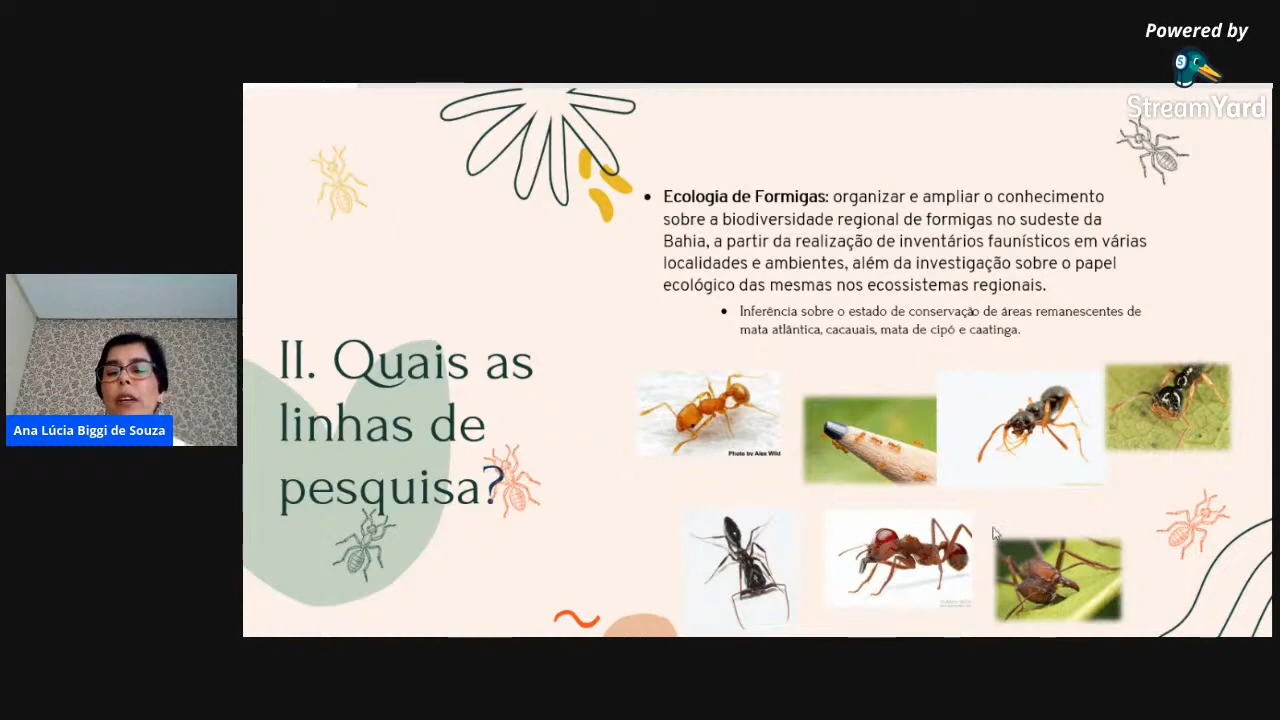 Powered by
StreamYard
Ecologia de Formigas: organizar e ampliar o conhecimento
sobre a biodiversidade regional de formigas no sudeste da
Bahia, a partir da realização de inventários faunísticos em várias
localidades e ambientes, além da investigação sobre o papel
ecológico das mesmas nos ecossistemas regionais.
Inferência sobre o estado de conservação de áreas remanescentes de
mata atlântica, cacauais, mata de cipó e caatinga.
II. Quais as
linhas de
pesquisa?
Ana Lúcia Biggi de Souza
Photo by Alex Wild